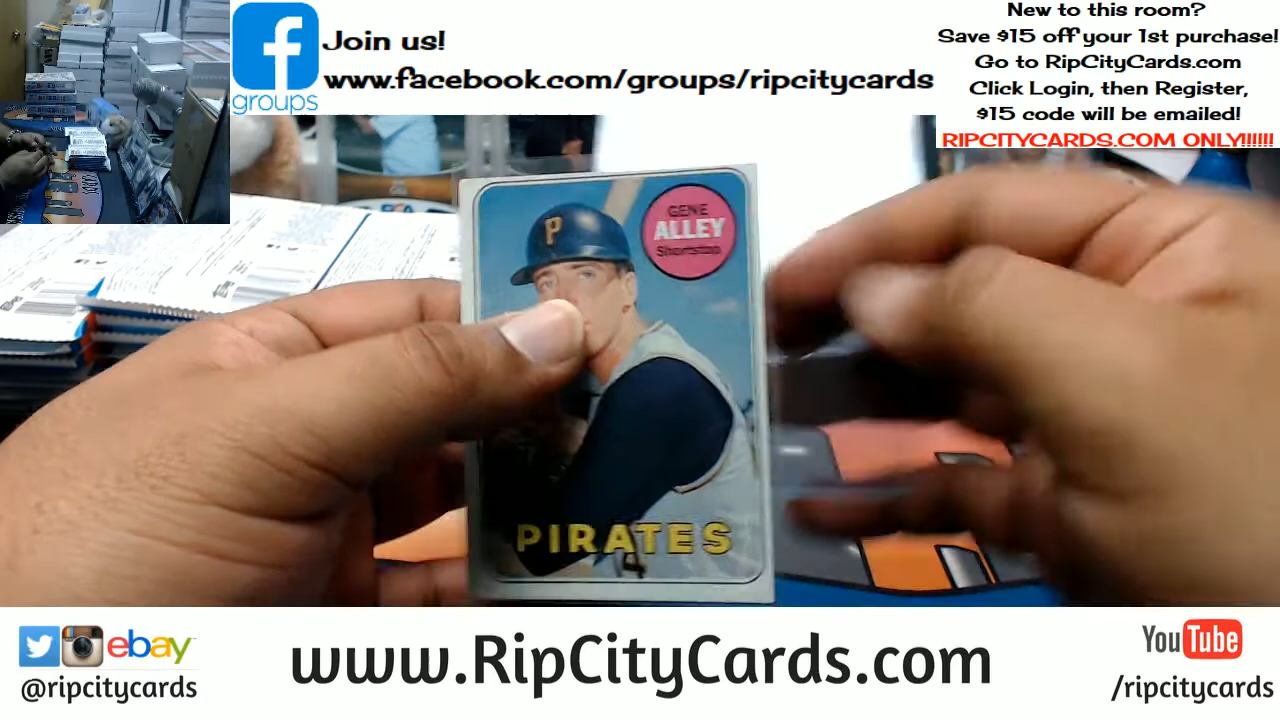 groups
Join us!
www.facebook.com/groups/ripcitycards
New to this room?
Save $15 off your 1st purchase!
Go to RipCityCards.com
Click Login, then Register,
$15 code will be emailed!
RIPCITYCARDS.COM ONLY!!!!!!
P
GENE
ALLEY
Shortstop
PIRATES
ebay
@ripcitycards
www.RipCityCards.com
YouTube
/ripcitycards